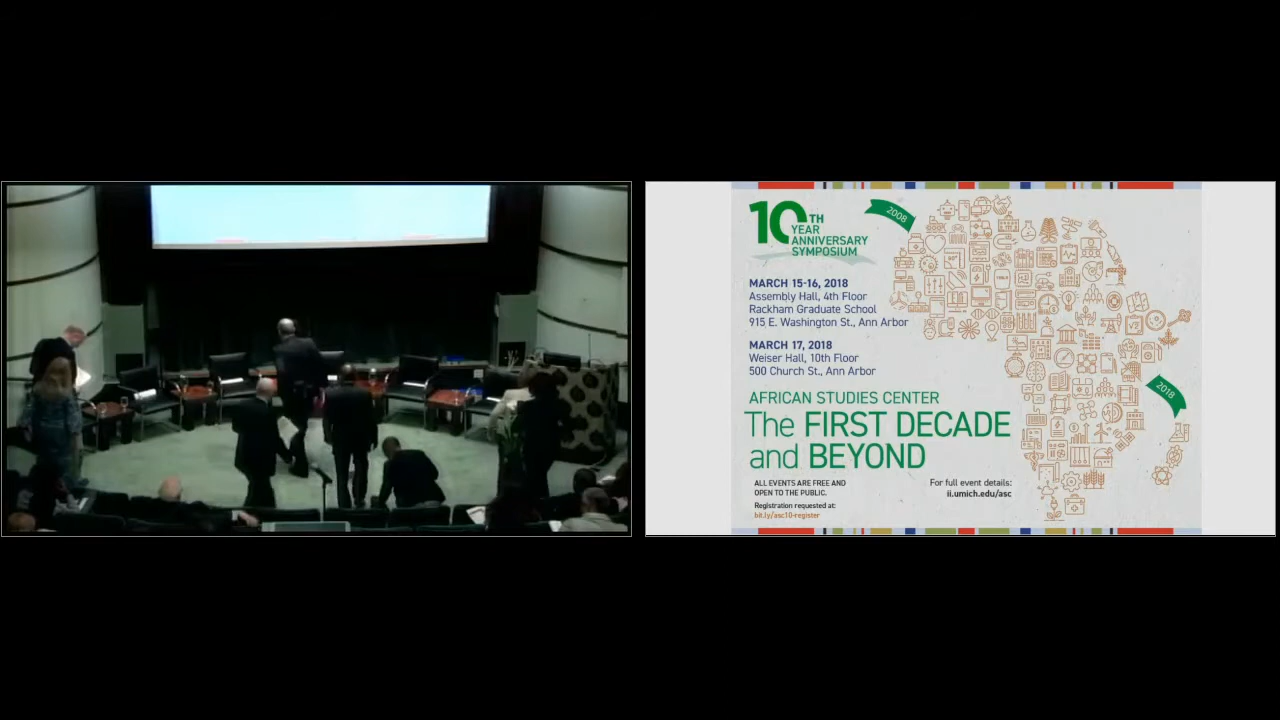 10TH
YEAR
ANNIVERSARY
SYMPOSIUM
2008
MARCH 15-16, 2018
Assembly Hall, 4th Floor
Rackham Graduate School
915 E. Washington St., Ann Arbor
MARCH 17, 2018
Weiser Hall, 10th Floor
500 Church St., Ann Arbor
2018
AFRICAN STUDIES CENTER
The FIRST DECADE
and BEYOND
ALL EVENTS ARE FREE AND
OPEN TO THE PUBLIC.
Registration requested at:
bit.ly/asc10-register
For full event details:
ii.umich.edu/asc